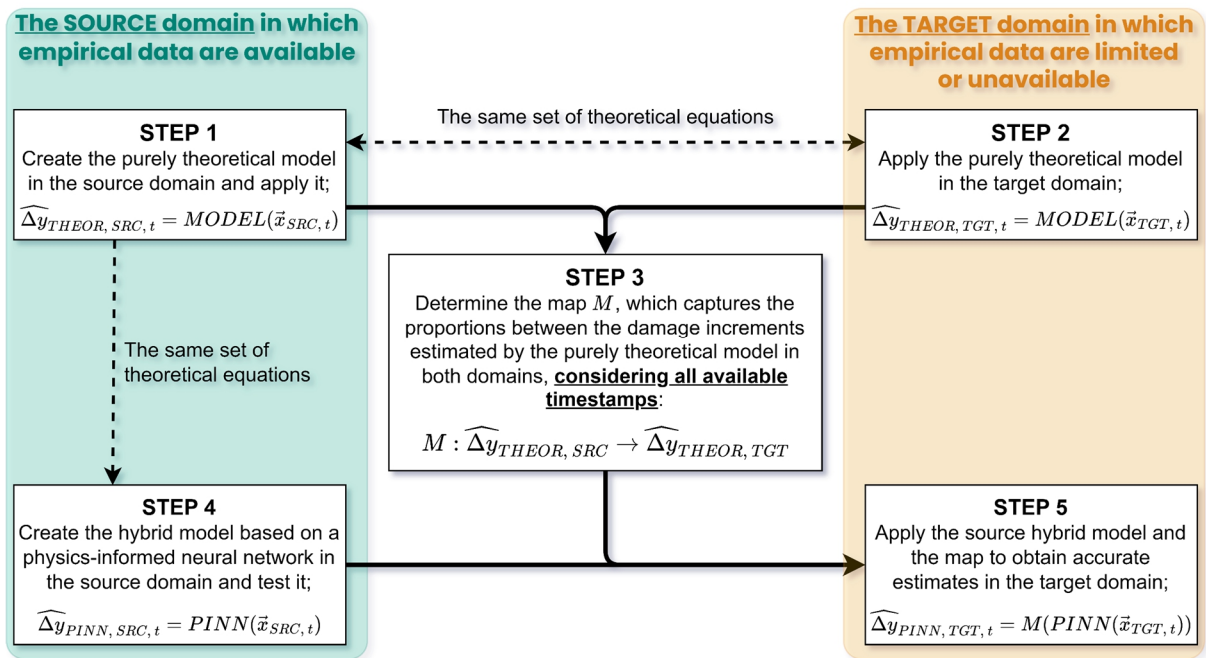 The SOURCE domain in which
empirical data are available
The TARGET domain in which
empirical data are limited
or unavailable
STEP 1
Create the purely theoretical model
in the source domain and apply it;
$\widehat{\Delta y}_{THEOR, SRC, t} = MODEL(\vec{x}_{SRC, t})$
The same set of theoretical equations
STEP 2
Apply the purely theoretical model
in the target domain;
$\widehat{\Delta y}_{THEOR, TGT, t} = MODEL(\vec{x}_{TGT, t})$
STEP 3
Determine the map $M$, which captures the
proportions between the damage increments
estimated by the purely theoretical model in
both domains, considering all available
timestamps:
$M : \widehat{\Delta y}_{THEOR, SRC} \rightarrow \widehat{\Delta y}_{THEOR, TGT}$
The same set of
theoretical equations
STEP 4
Create the hybrid model based on a
physics-informed neural network in
the source domain and test it;
$\widehat{\Delta y}_{PINN, SRC, t} = PINN(\vec{x}_{SRC, t})$
STEP 5
Apply the source hybrid model and
the map to obtain accurate
estimates in the target domain;
$\widehat{\Delta y}_{PINN, TGT, t} = M(PINN(\vec{x}_{TGT, t}))$